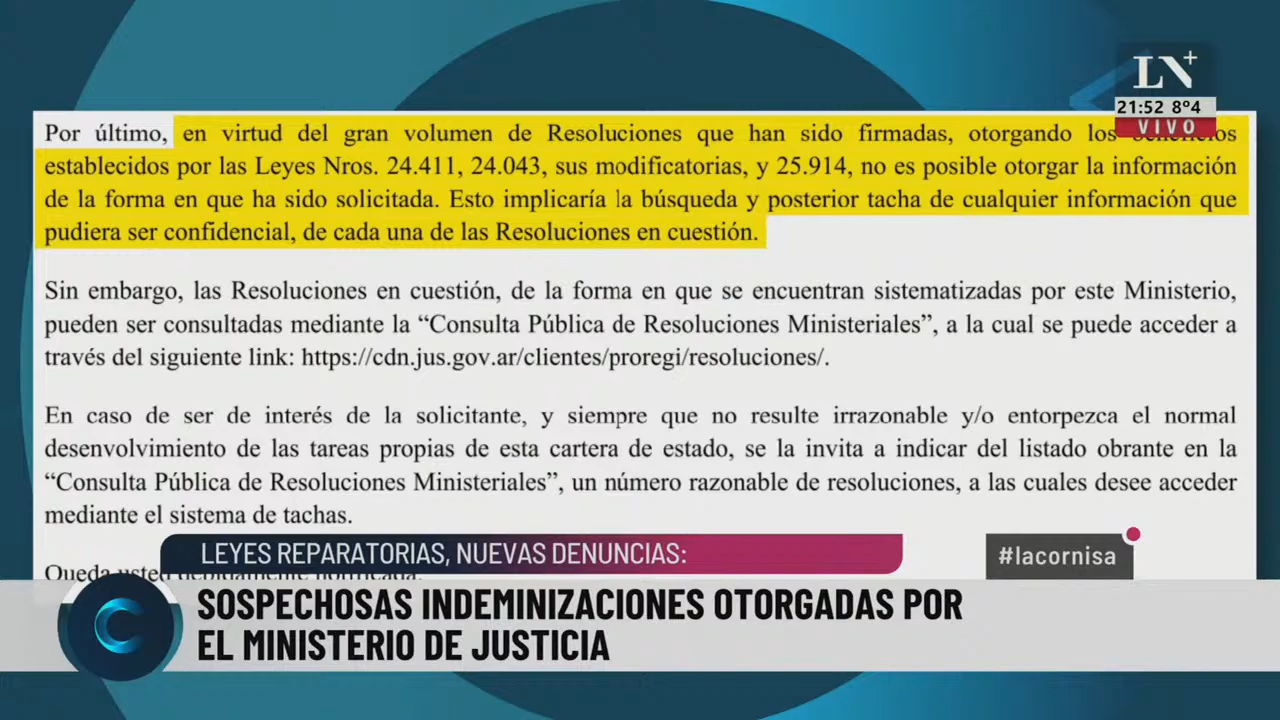 LN+
21:52 8º4
VIVO
Por último, en virtud del gran volumen de Resoluciones que han sido firmadas, otorgando los beneficios
establecidos por las Leyes Nros. 24.411, 24.043, sus modificatorias, y 25.914, no es posible otorgar la información
de la forma en que ha sido solicitada. Esto implicaría la búsqueda y posterior tacha de cualquier información que
pudiera ser confidencial, de cada una de las Resoluciones en cuestión.
Sin embargo, las Resoluciones en cuestión, de la forma en que se encuentran sistematizadas por este Ministerio,
pueden ser consultadas mediante la “Consulta Pública de Resoluciones Ministeriales”, a la cual se puede acceder a
través del siguiente link: https://cdn.jus.gov.ar/clientes/proregi/resoluciones/.
En caso de ser de interés de la solicitante, y siempre que no resulte irrazonable y/o entorpezca el normal
desenvolvimiento de las tareas propias de esta cartera de estado, se la invita a indicar del listado obrante en la
“Consulta Pública de Resoluciones Ministeriales”, un número razonable de resoluciones, a las cuales desee acceder
mediante el sistema de tachas.
Queda usted debidamente notificada.
LEYES REPARATORIAS, NUEVAS DENUNCIAS:
#lacornisa
SOSPECHOSAS INDEMINIZACIONES OTORGADAS POR
EL MINISTERIO DE JUSTICIA